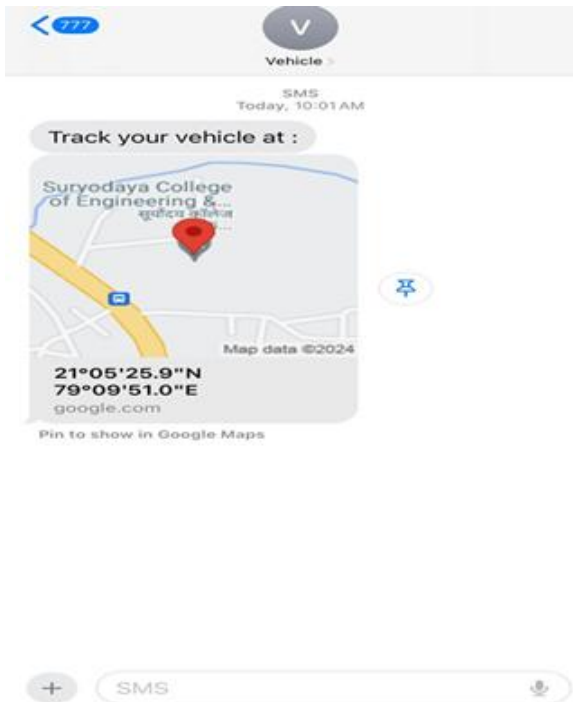 777
V
Vehicle
SMS
Today, 10:01 AM
Track your vehicle at :
Suryodaya College
of Engineering &...
सूर्योदय कॉलेज
Map data ©2024
21°05'25.9"N
79°09'51.0"E
google.com
Pin to show in Google Maps
SMS